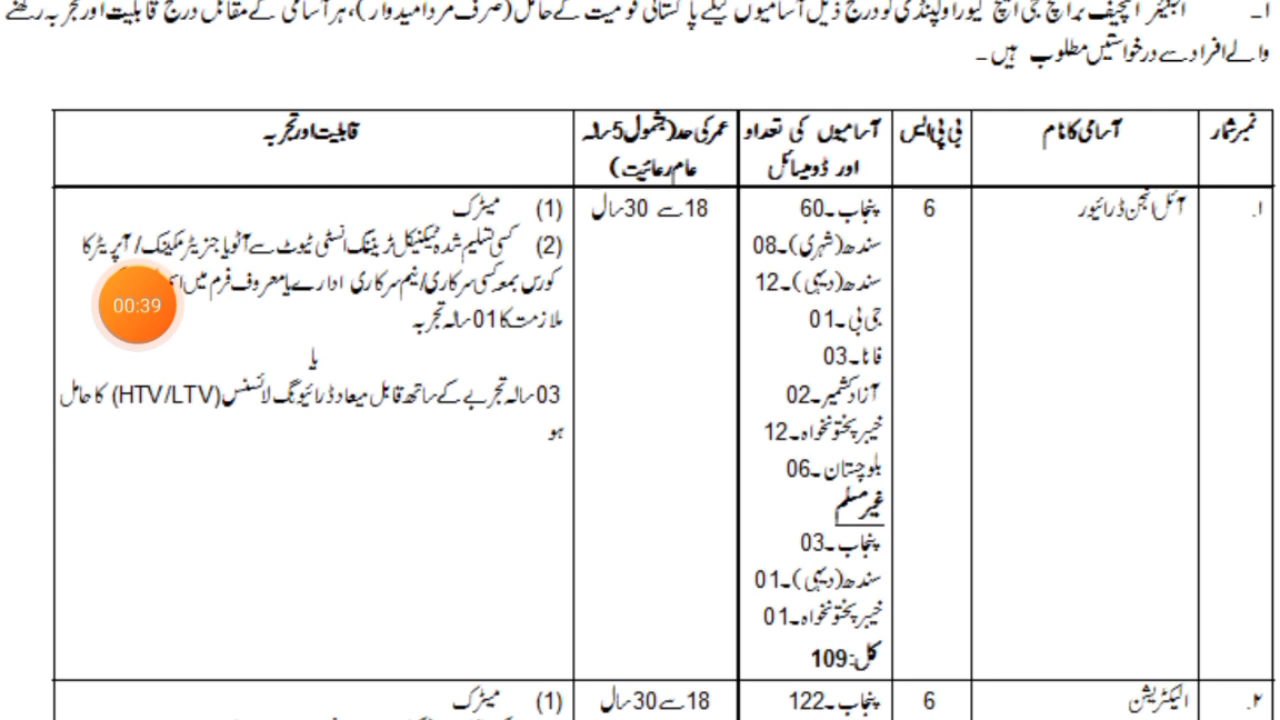 ۱۔ انجینئر انچیف برانچ جی ایچ کیو راولپنڈی کو درج ذیل آسامیوں کیلئے پاکستانی قومیت کے حامل (صرف مرد امیدوار)، ہر آسامی کے مقابل درج قابلیت اور تجربہ رکھنے
والے افراد سے درخواستیں مطلوب ہیں ۔
نمبر شمار
آسامی کا نام
بی پی ایس
آسامیوں کی تعداد
اور ڈومیسائل
عمر کی حد (بشمول 5 سالہ
عام رعائیت)
قابلیت اور تجربہ
۱.
آئل انجن ڈرائیور
6
پنجاب۔60
سندھ (شہری)۔08
سندھ (دیہی)۔12
جی بی۔01
فاٹا۔03
آزاد کشمیر۔02
خیبر پختونخواہ۔12
بلوچستان۔06
غیر مسلم
پنجاب۔03
سندھ (دیہی)۔01
خیبر پختونخواہ۔01
کل:109
18 سے 30 سال
(1) میٹرک
(2) کسی تسلیم شدہ ٹیکنیکل ٹریننگ انسٹی ٹیوٹ سے آٹو یا جنریٹر مکینک/آپریٹر کا
کورس بمعہ کسی سرکاری/نیم سرکاری ادارے یا معروف فرم میں
ملازمت کا 01 سالہ تجربہ
یا
03 سالہ تجربے کے ساتھ قابل میعاد ڈرائیونگ لائسنس (HTV/LTV) کا حامل
ہو
00:39
۲.
الیکٹریشن
6
پنجاب۔122
18 سے 30 سال
(1) میٹرک